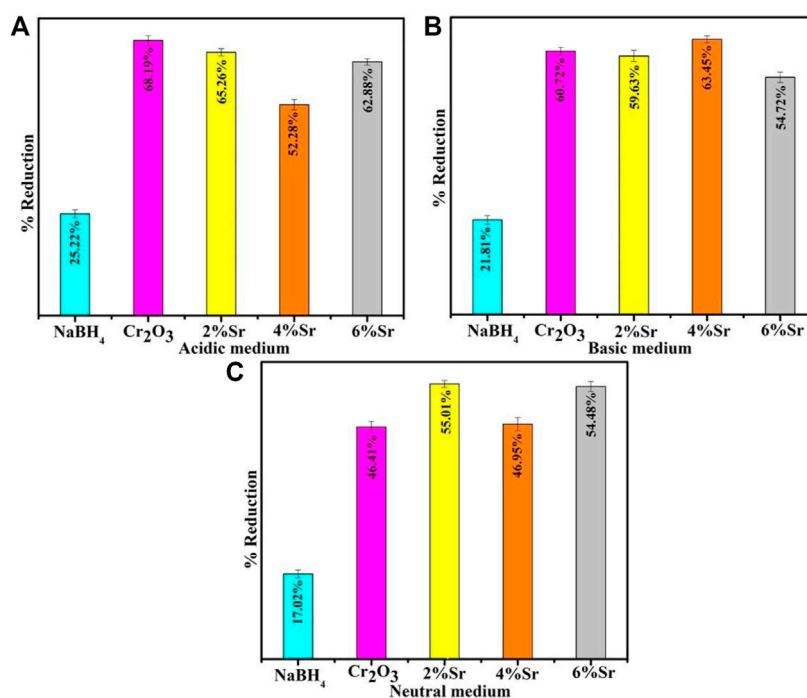 A
% Reduction
25.22%
68.19%
65.26%
52.28%
62.88%
NaBH₄ Cr₂O₃ 2%Sr 4%Sr 6%Sr
Acidic medium
B
% Reduction
21.81%
60.72%
59.63%
63.45%
54.72%
NaBH₄ Cr₂O₃ 2%Sr 4%Sr 6%Sr
Basic medium
C
% Reduction
17.02%
46.41%
55.01%
46.95%
54.48%
NaBH₄ Cr₂O₃ 2%Sr 4%Sr 6%Sr
Neutral medium